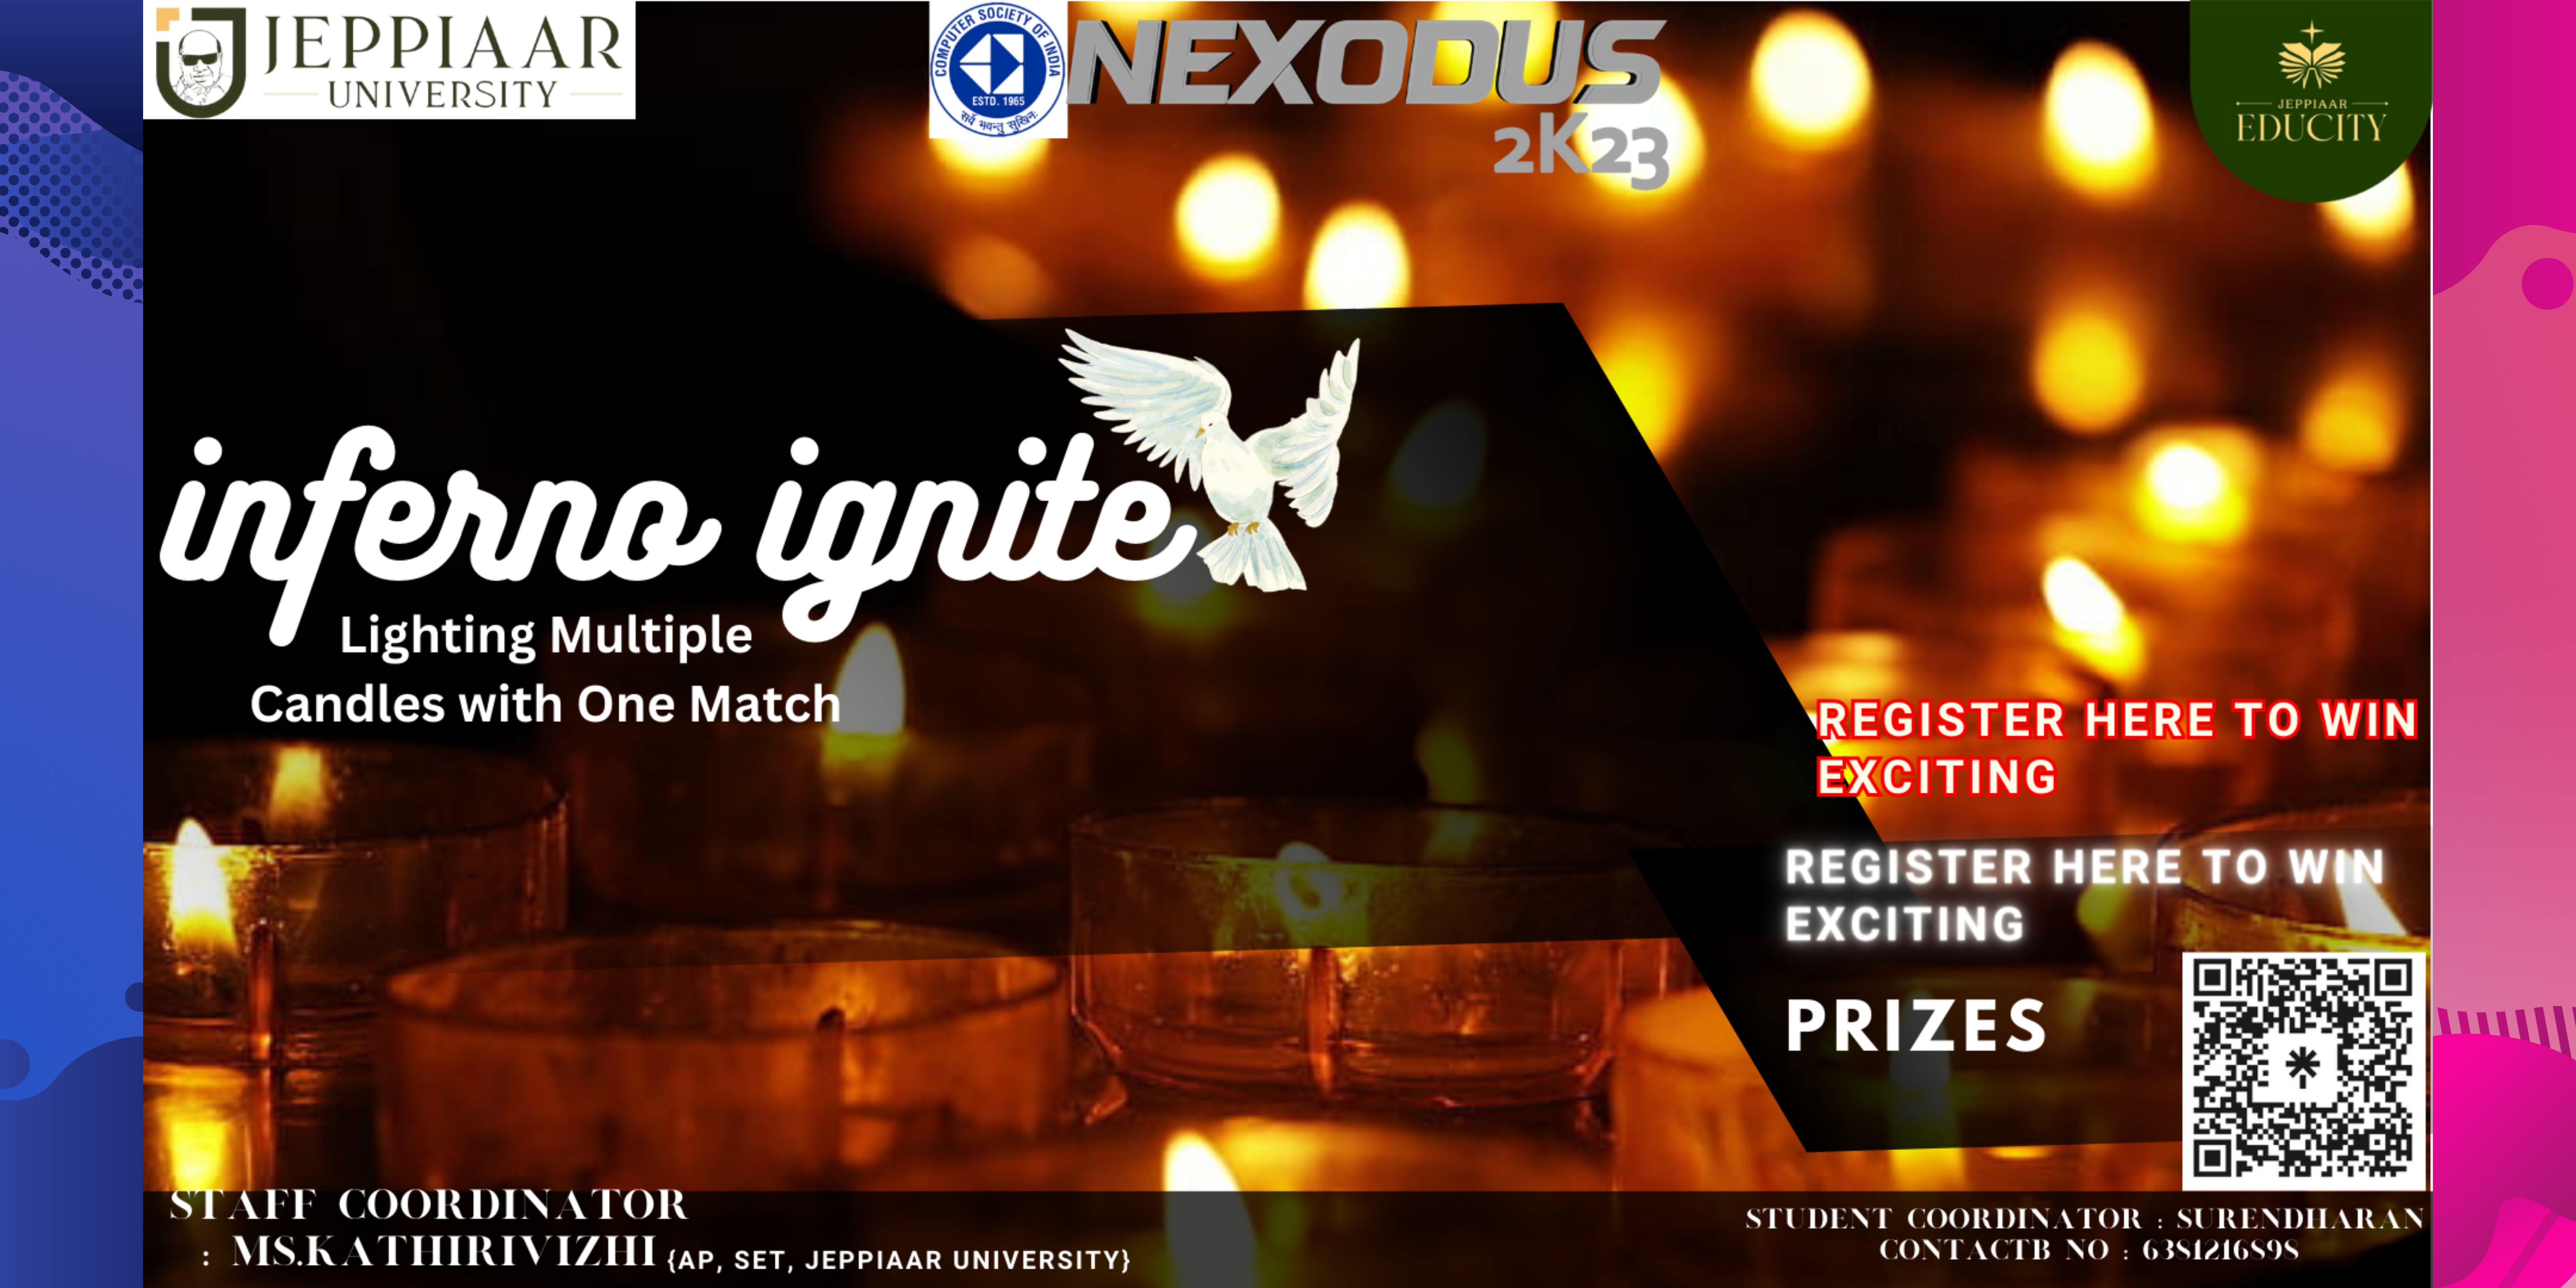 JEPPIAAR
UNIVERSITY
COMPUTER SOCIETY OF INDIA
ESTD. 1965
सर्वे भवन्तु सुखिनः
NEXODUS
2K23
JEPPIAAR
EDUCITY
inferno ignite
Lighting Multiple
Candles with One Match
REGISTER HERE TO WIN
EXCITING
REGISTER HERE TO WIN
EXCITING
PRIZES
STAFF COORDINATOR
: MS.KATHIRIVIZHI {AP, SET, JEPPIAAR UNIVERSITY}
STUDENT COORDINATOR : SURENDHARAN
CONTACTB NO : 6381216898